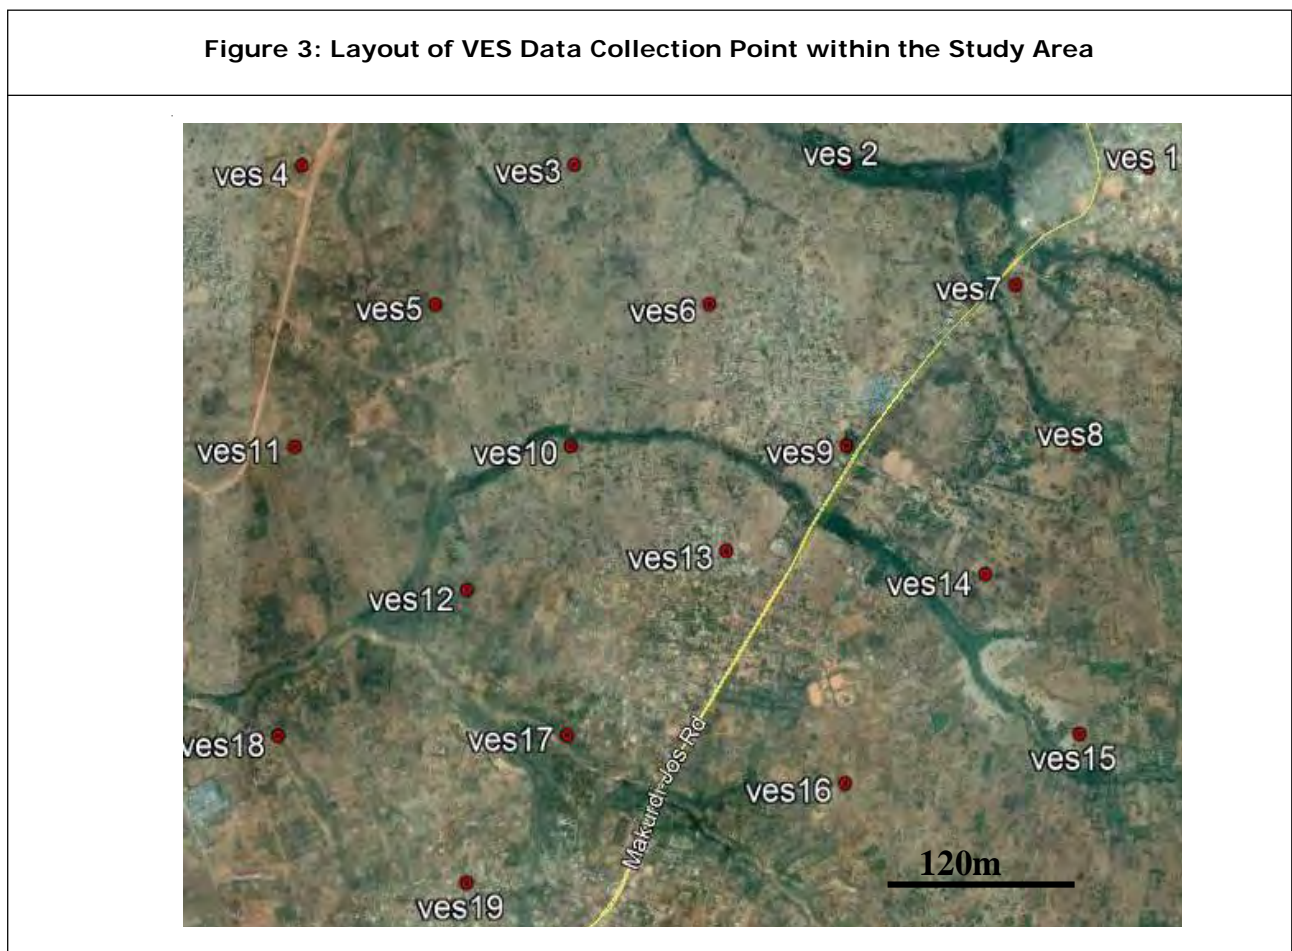 Figure 3: Layout of VES Data Collection Point within the Study Area
ves 4
ves3
ves 2
ves 1
ves5
ves6
ves7
ves11
ves10
ves9
ves8
ves12
ves13
ves14
ves18
ves17
Makurdi-Jos-Rd
ves16
ves15
120m
ves19